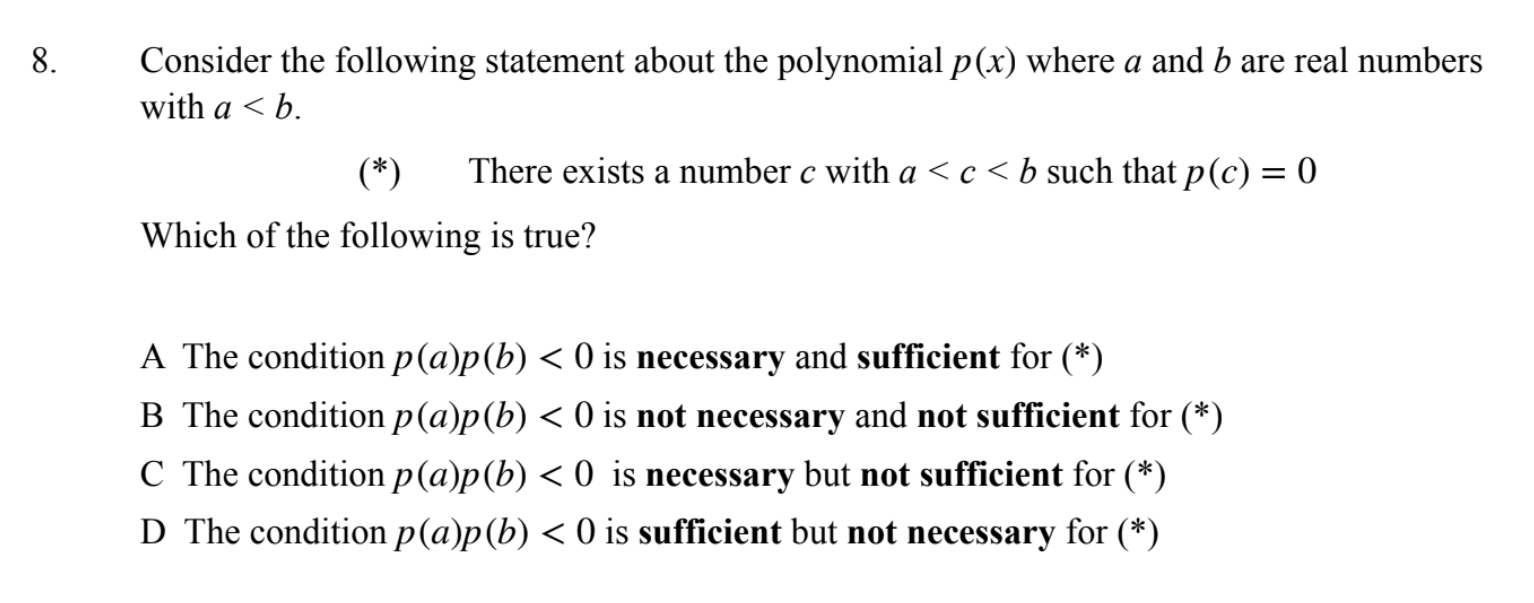 8. Consider the following statement about the polynomial p(x) where a and b are real numbers
with a < b.
(*) There exists a number c with a < c < b such that p(c) = 0
Which of the following is true?
A The condition p(a)p(b) < 0 is necessary and sufficient for (*)
B The condition p(a)p(b) < 0 is not necessary and not sufficient for (*)
C The condition p(a)p(b) < 0 is necessary but not sufficient for (*)
D The condition p(a)p(b) < 0 is sufficient but not necessary for (*)